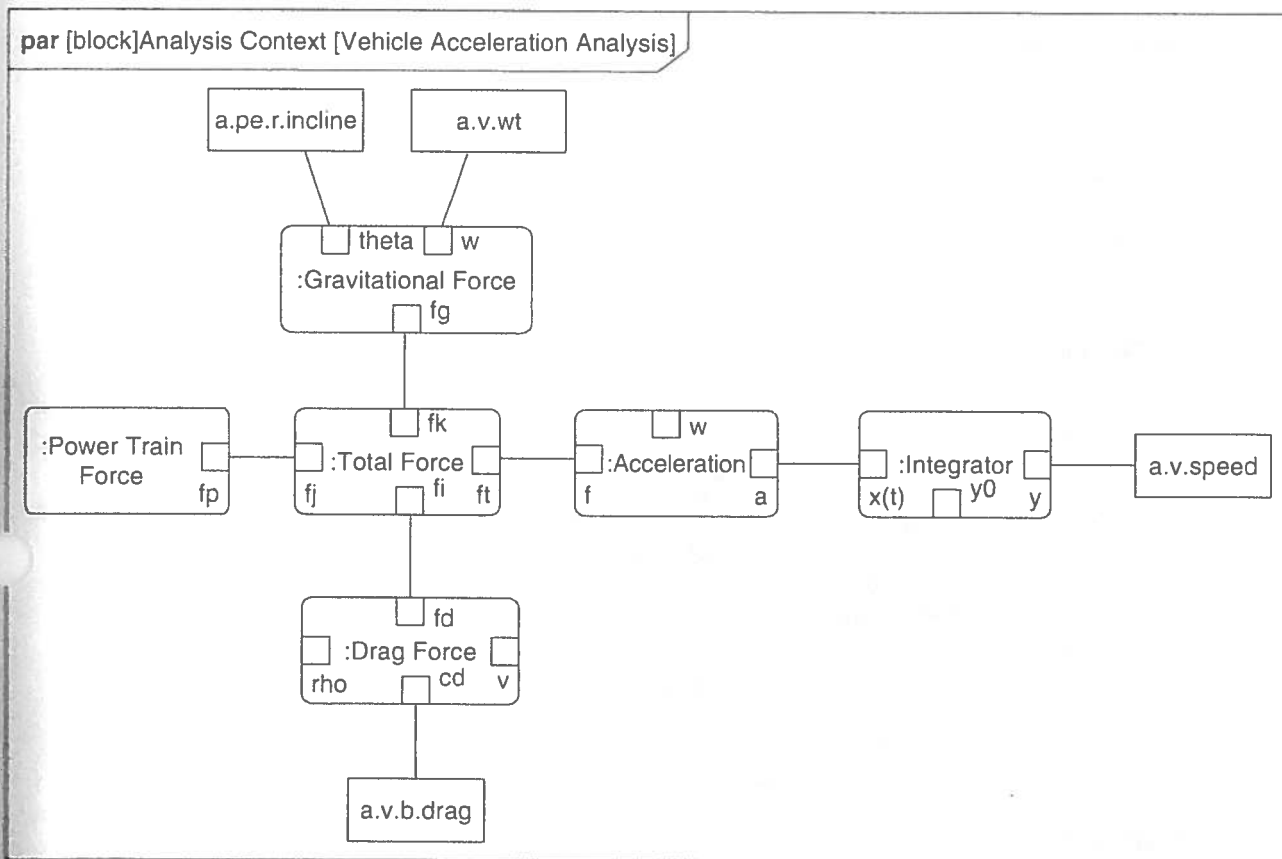 par [block]Analysis Context [Vehicle Acceleration Analysis]
a.pe.r.incline
a.v.wt
theta
w
:Gravitational Force
fg
:Power Train
Force
fp
fk
:Total Force
fj
fi
ft
w
:Acceleration
f
a
:Integrator
x(t)
y0
y
a.v.speed
fd
:Drag Force
rho
cd
v
a.v.b.drag